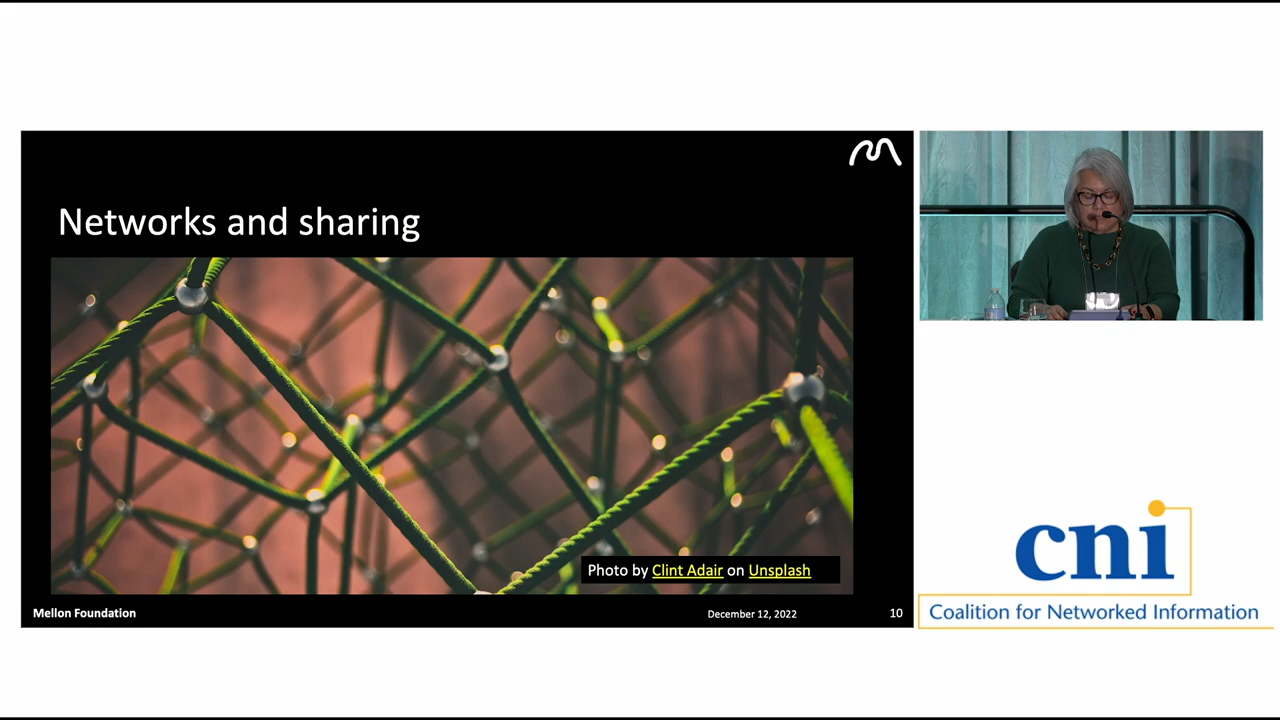 Networks and sharing
Photo by Clint Adair on Unsplash
Mellon Foundation
December 12, 2022
10
cni
Coalition for Networked Information